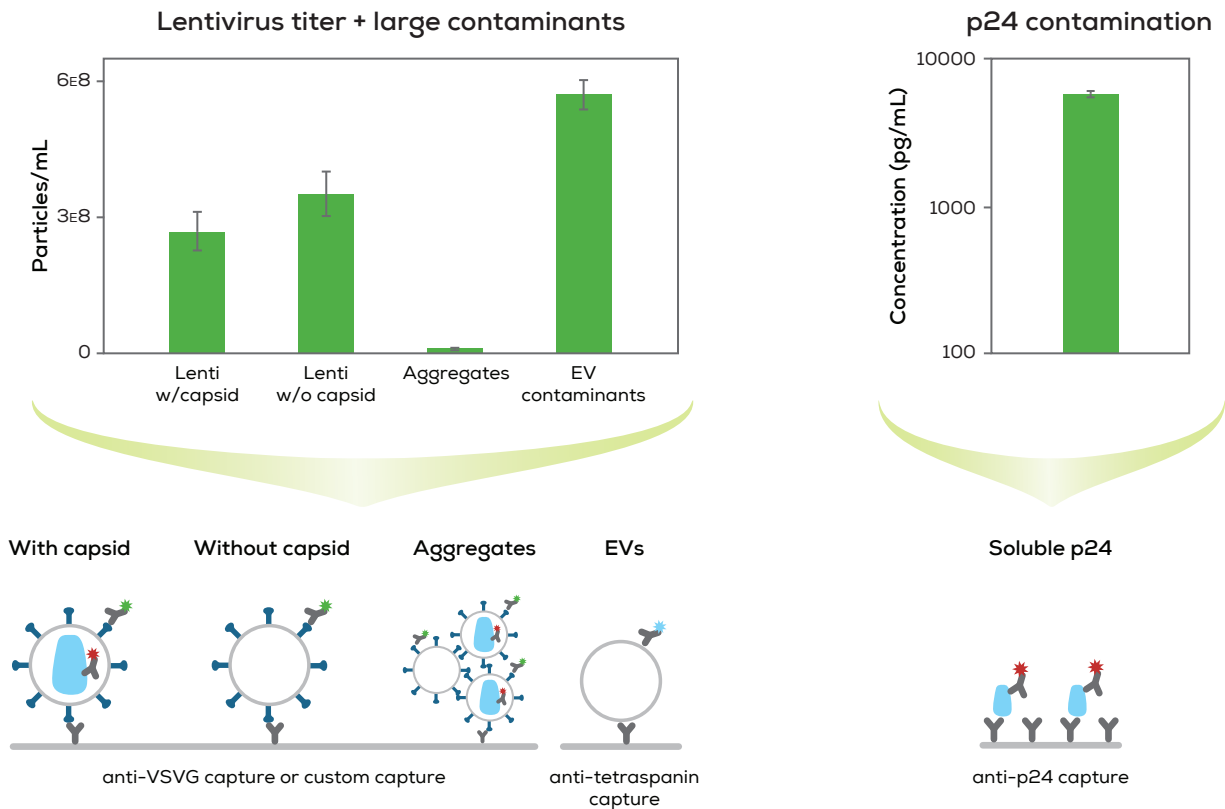 Lentivirus titer + large contaminants
Particles/mL
6E8
3E8
0
Lenti
w/capsid
Lenti
w/o capsid
Aggregates
EV
contaminants
p24 contamination
Concentration (pg/mL)
10000
1000
100
With capsid
Without capsid
Aggregates
EVs
Soluble p24
anti-VSVG capture or custom capture
anti-tetraspanin
capture
anti-p24 capture